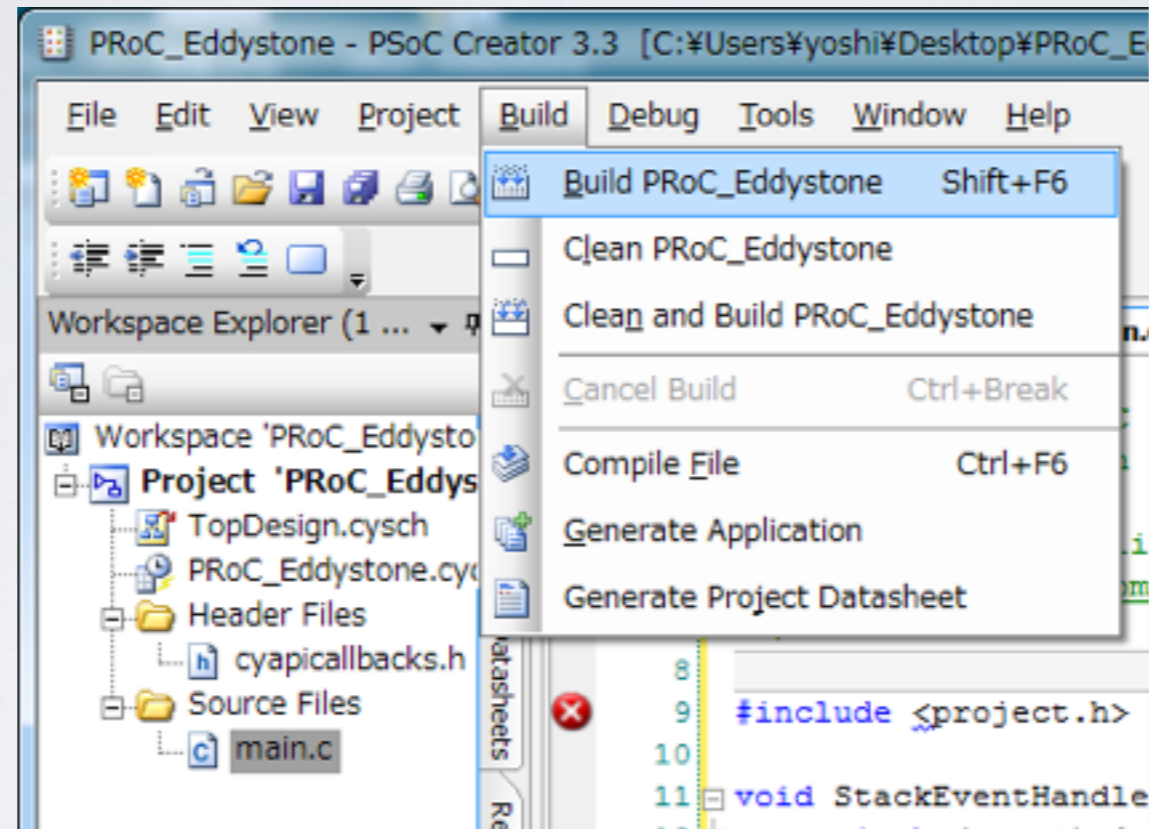 PRoC_Eddystone - PSoC Creator 3.3 [C:¥Users¥yoshi¥Desktop¥PRoC_E
File Edit View Project Build Debug Tools Window Help
Build PRoC_Eddystone Shift+F6
Clean PRoC_Eddystone
Clean and Build PRoC_Eddystone
Cancel Build Ctrl+Break
Compile File Ctrl+F6
Generate Application
Generate Project Datasheet
Workspace Explorer (1 ...
Workspace 'PRoC_Eddysto
Project 'PRoC_Eddys
TopDesign.cysch
PRoC_Eddystone.cy
Header Files
cyapicallbacks.h
Source Files
main.c
atasheets
Re
n.
8
9 #include <project.h>
10
11 void StackEventHandle